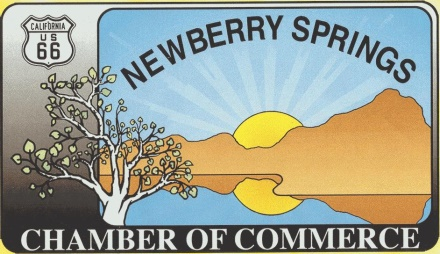 CALIFORNIA
US
66
NEWBERRY SPRINGS
CHAMBER OF COMMERCE